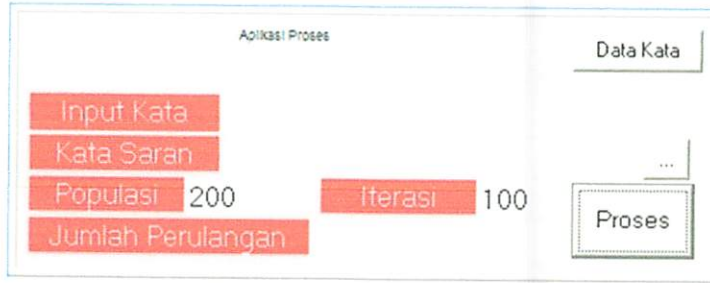 Aplikasi Proses
Data Kata
Input Kata
Kata Saran
...
Populasi 200 Iterasi 100
Proses
Jumlah Perulangan